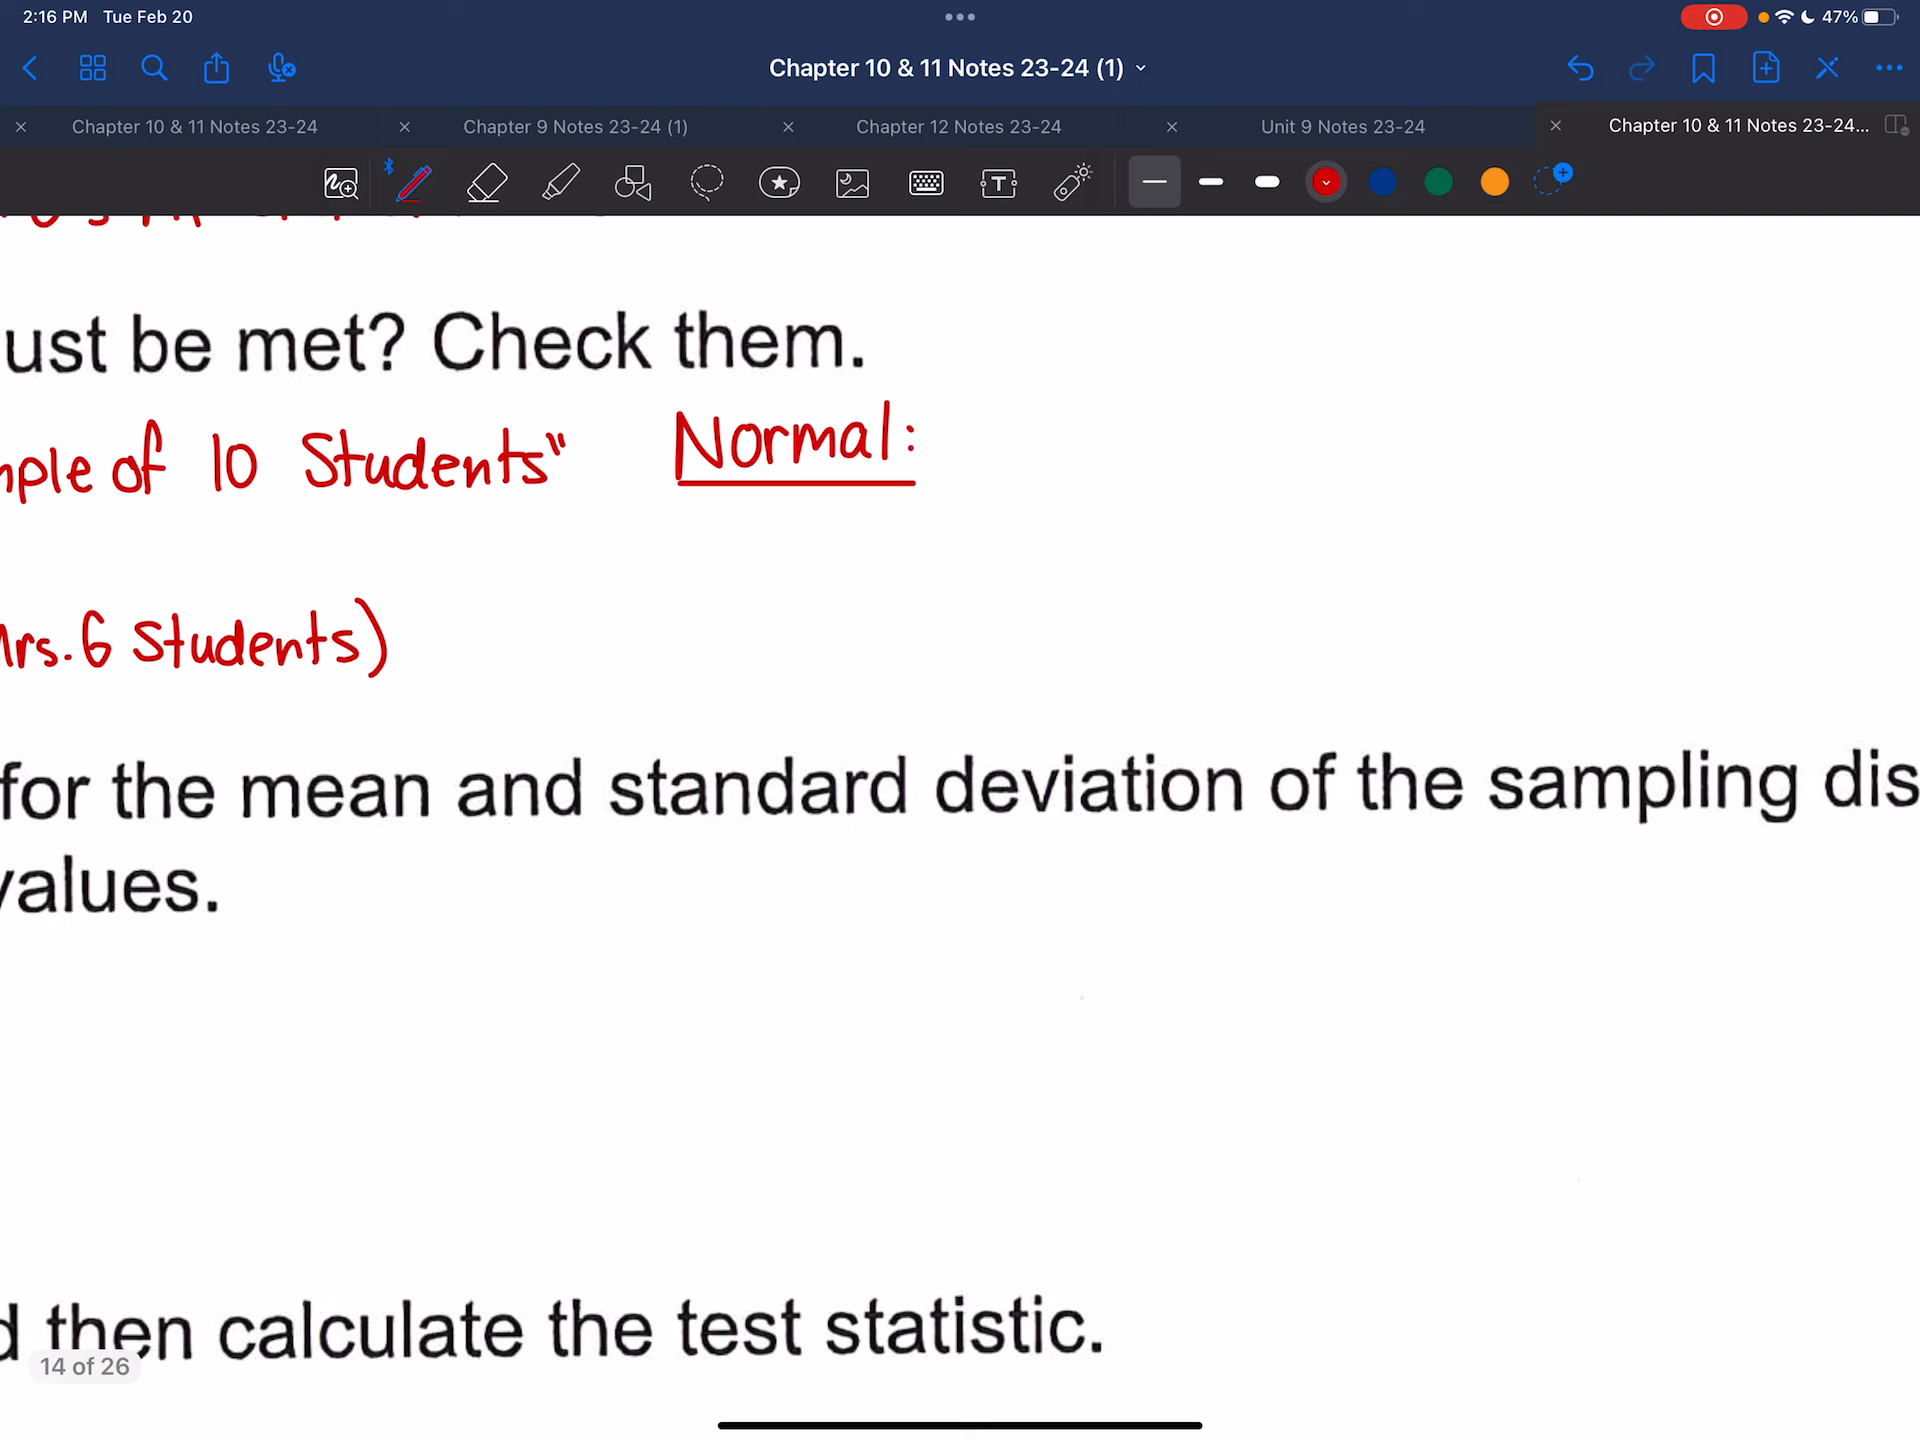 2:16 PM Tue Feb 20
47%
Chapter 10 & 11 Notes 23-24 (1)
Chapter 10 & 11 Notes 23-24
Chapter 9 Notes 23-24 (1)
Chapter 12 Notes 23-24
Unit 9 Notes 23-24
Chapter 10 & 11 Notes 23-24...
ust be met? Check them.
mple of 10 Students" Normal:
Mrs. G Students)
for the mean and standard deviation of the sampling dis
values.
d then calculate the test statistic.
14 of 26